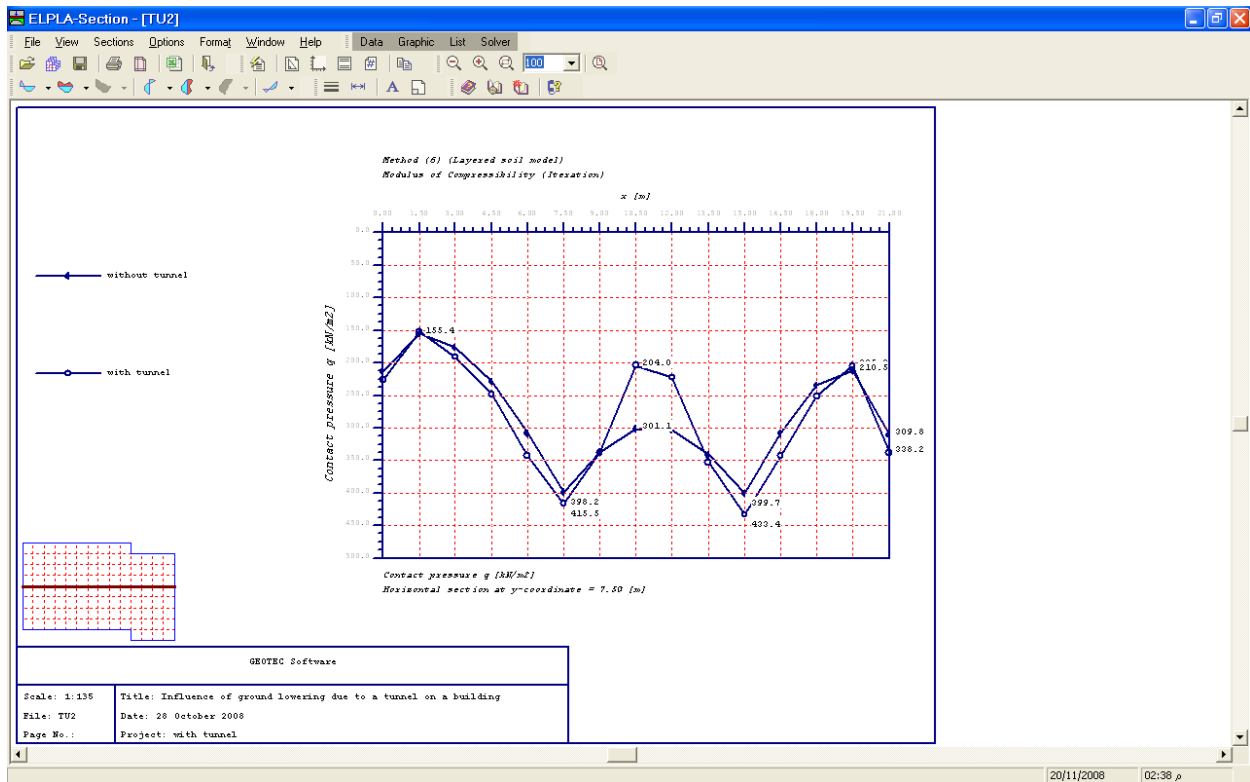 ELPLA-Section - [TU2]
File View Sections Options Format Window Help Data Graphic List Solver
100
Method (6) (Layered soil model)
Modulus of Compressibility (Iteration)
x [m]
0.00 1.50 3.00 4.50 6.00 7.50 9.00 10.50 12.00 13.50 15.00 16.50 18.00 19.50 21.00
0.0
50.0
100.0
150.0
200.0
250.0
300.0
350.0
400.0
450.0
500.0
Contact pressure q [kN/m2]
without tunnel
with tunnel
155.4
204.0
210.5
301.1
309.8
338.2
398.2
415.5
399.7
433.4
Contact pressure q [kN/m2]
Horizontal section at y-coordinate = 7.50 [m]
GEOTEC Software
Scale: 1:135
File: TU2
Page No.:
Title: Influence of ground lowering due to a tunnel on a building
Date: 28 October 2008
Project: with tunnel
20/11/2008 02:38 م